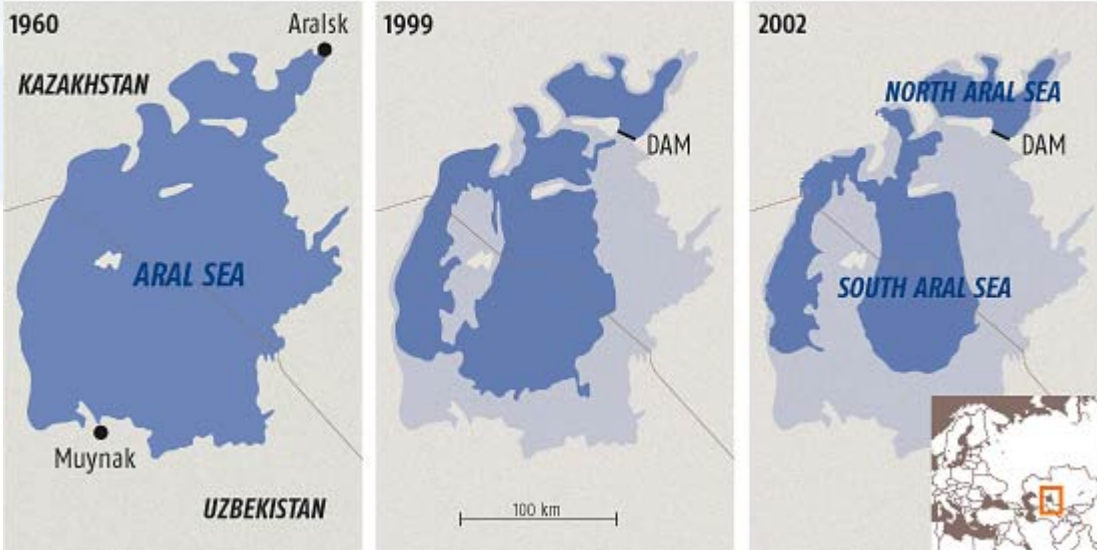 1960
Aralsk
KAZAKHSTAN
ARAL SEA
Muynak
UZBEKISTAN
1999
DAM
100 km
2002
NORTH ARAL SEA
DAM
SOUTH ARAL SEA